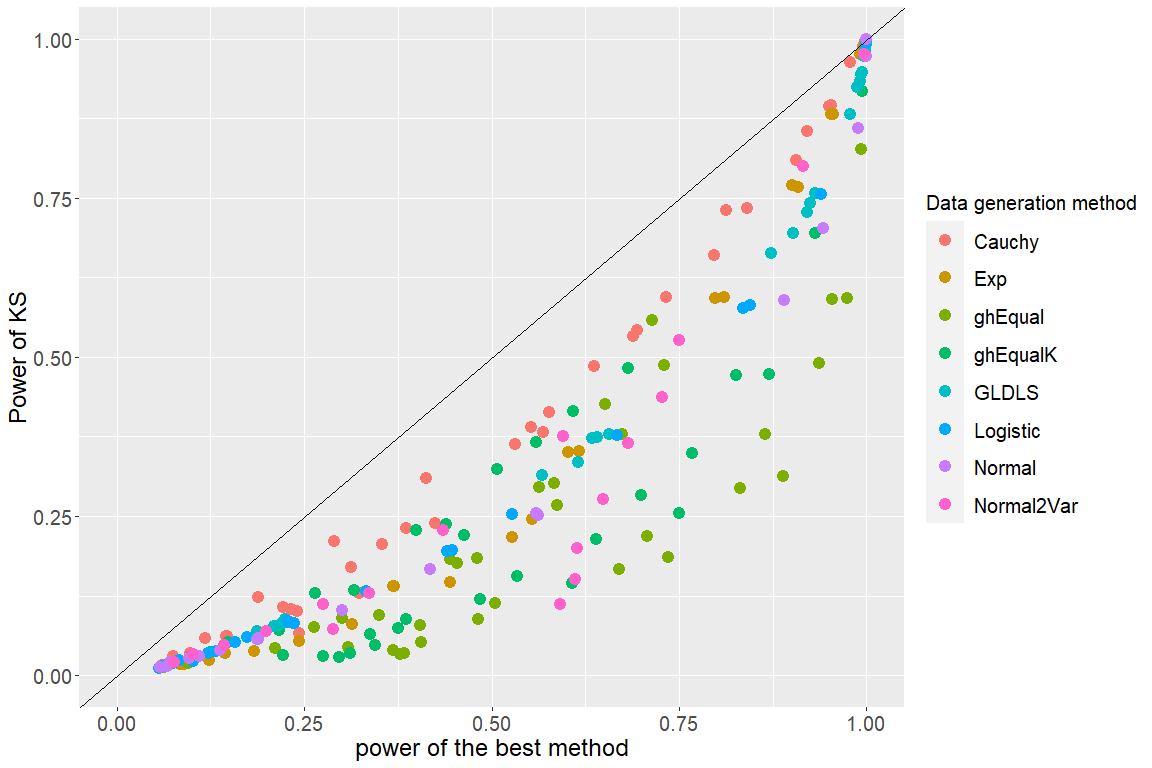 1.00
0.75
0.50
0.25
0.00
Power of KS
0.00 0.25 0.50 0.75 1.00
power of the best method
Data generation method
Cauchy
Exp
ghEqual
ghEqualK
GLDLS
Logistic
Normal
Normal2Var